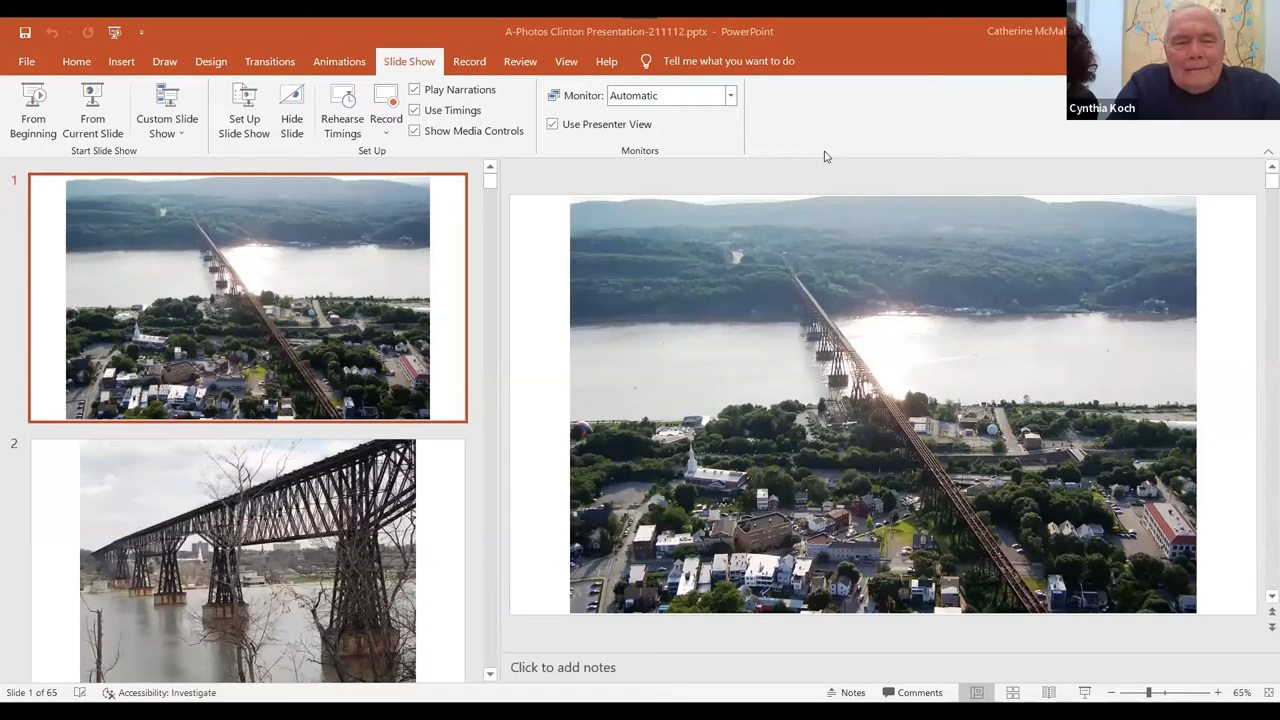 A-Photos Clinton Presentation-211112.pptx - PowerPoint
Catherine McMah
File Home Insert Draw Design Transitions Animations Slide Show Record Review View Help Tell me what you want to do
Cynthia Koch
From Beginning
From Current Slide
Custom Slide Show
Start Slide Show
Set Up Slide Show
Hide Slide
Rehearse Timings
Record
Play Narrations
Use Timings
Show Media Controls
Set Up
Monitor: Automatic
Use Presenter View
Monitors
1
2
Click to add notes
Slide 1 of 65 Accessibility: Investigate Notes Comments 65%